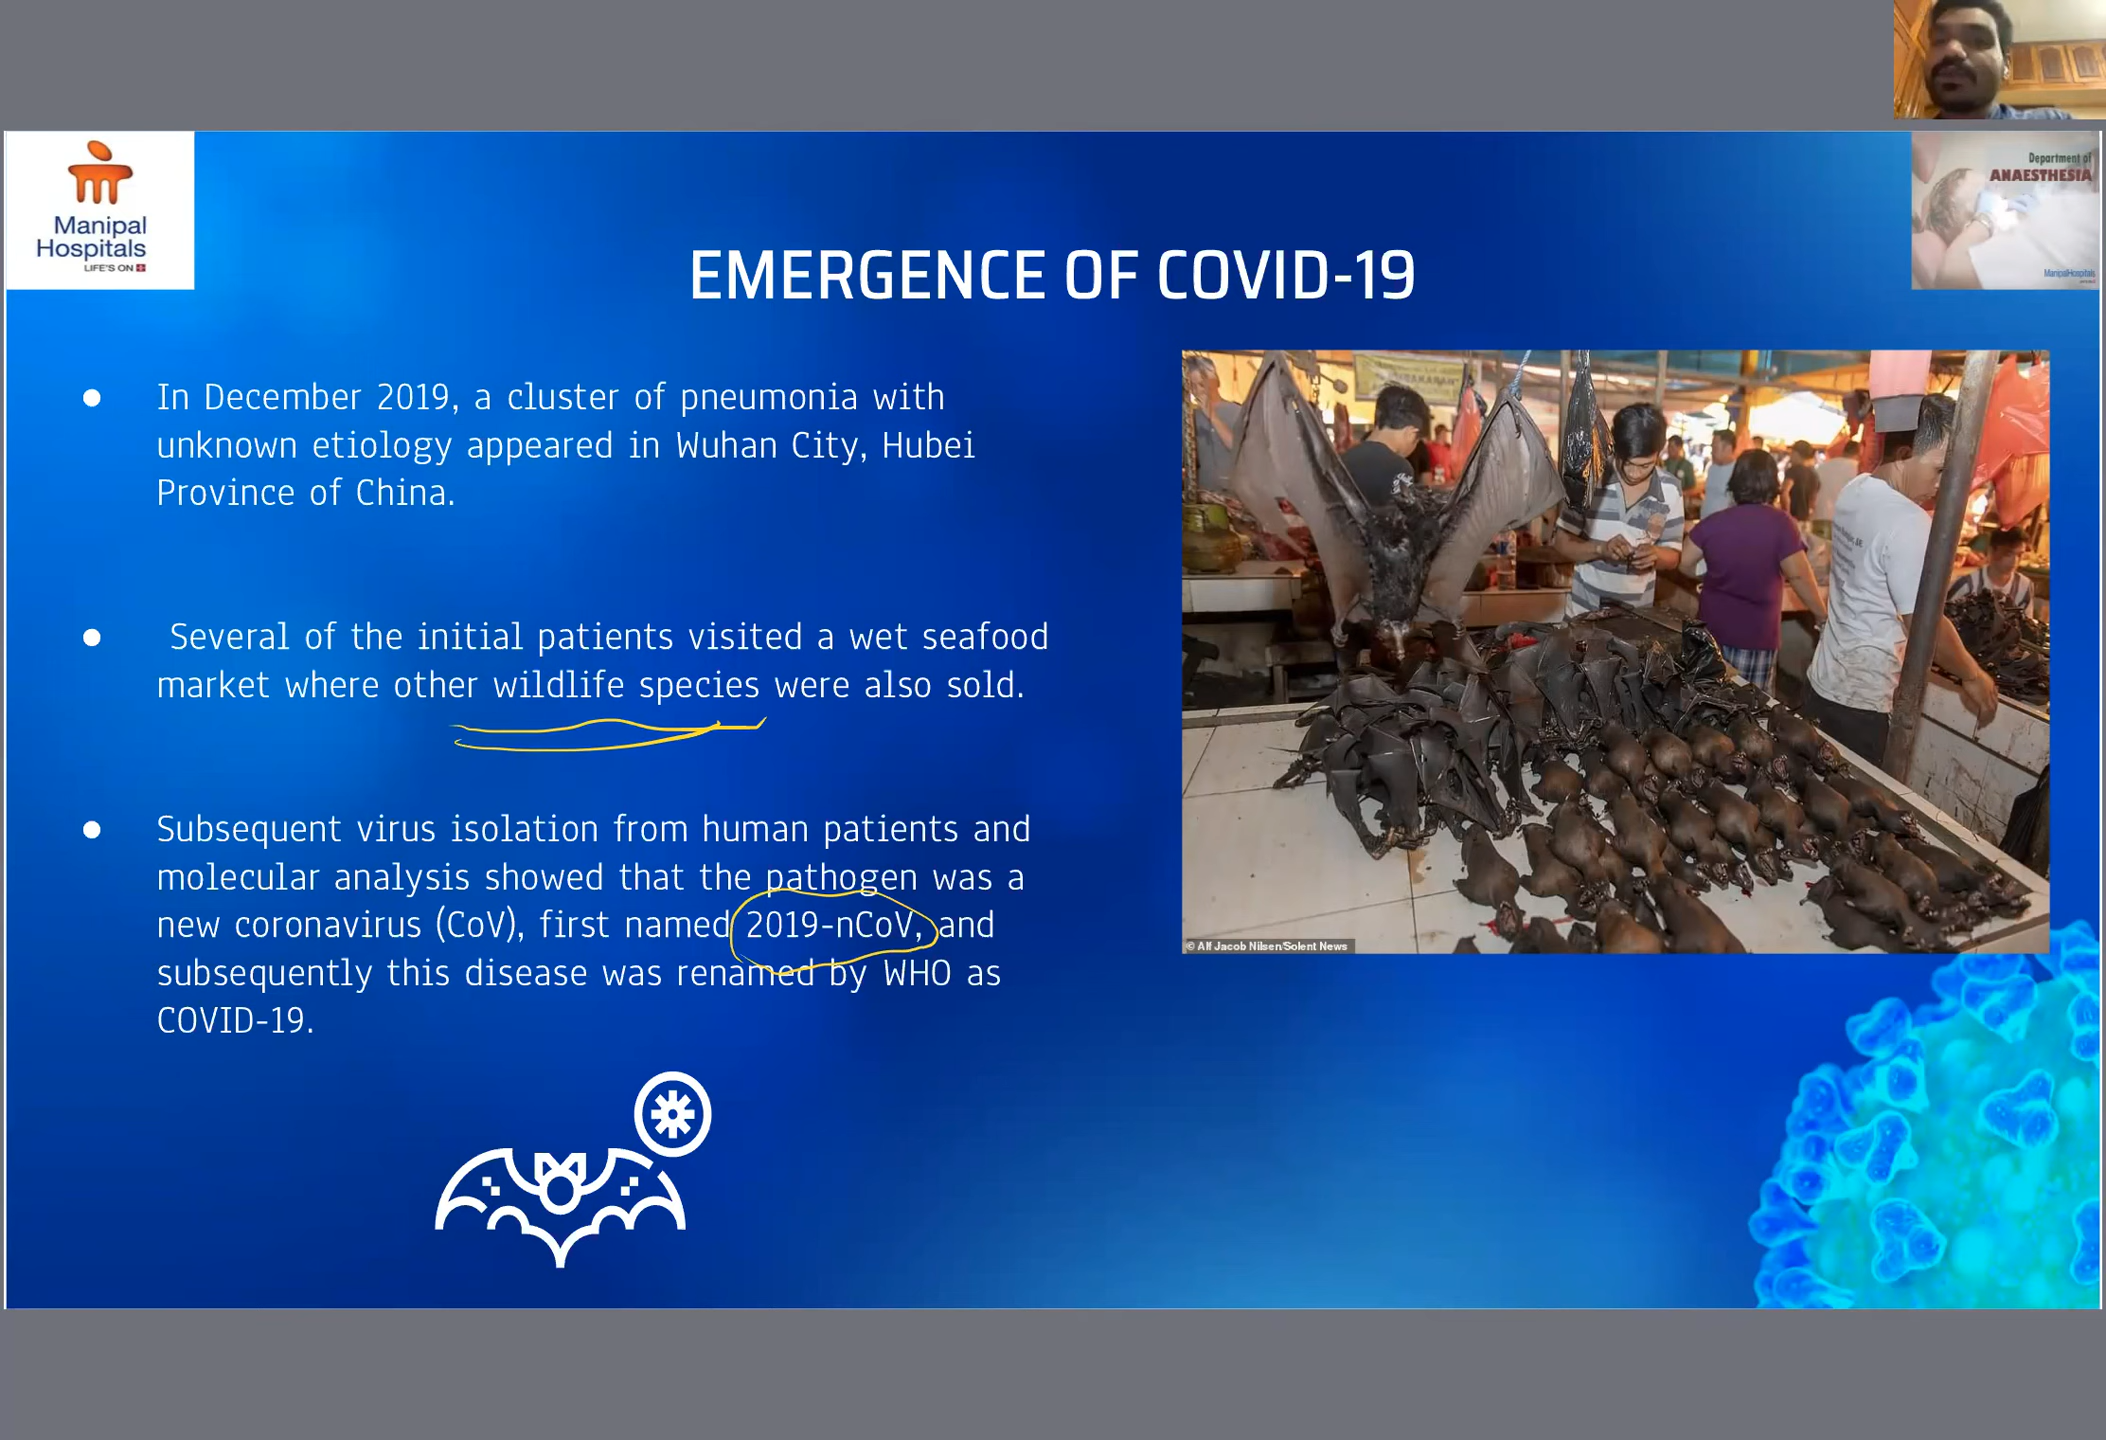 Manipal
Hospitals
LIFE'S ON
Department of
ANAESTHESIA
ManipalHospitals
EMERGENCE OF COVID-19
In December 2019, a cluster of pneumonia with
unknown etiology appeared in Wuhan City, Hubei
Province of China.
Several of the initial patients visited a wet seafood
market where other wildlife species were also sold.
Subsequent virus isolation from human patients and
molecular analysis showed that the pathogen was a
new coronavirus (CoV), first named 2019-nCoV, and
subsequently this disease was renamed by WHO as
COVID-19.
© Alf Jacob Nilsen/Solent News